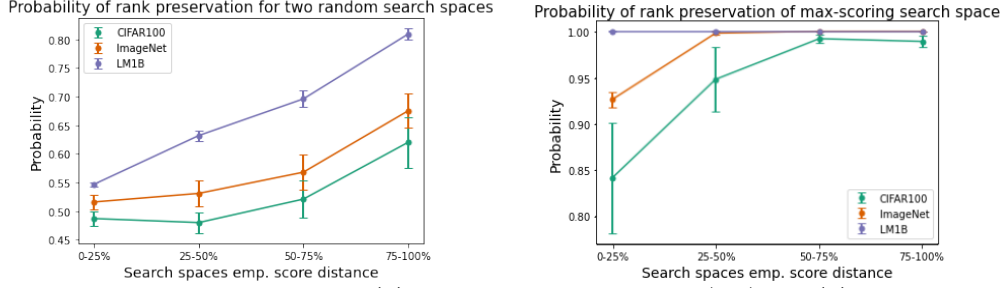 Probability of rank preservation for two random search spaces
Probability
0.80
0.75
0.70
0.65
0.60
0.55
0.50
0.45
CIFAR100
ImageNet
LM1B
0-25%
25-50%
50-75%
75-100%
Search spaces emp. score distance
Probability of rank preservation of max-scoring search space
Probability
1.00
0.95
0.90
0.85
0.80
CIFAR100
ImageNet
LM1B
0-25%
25-50%
50-75%
75-100%
Search spaces emp. score distance